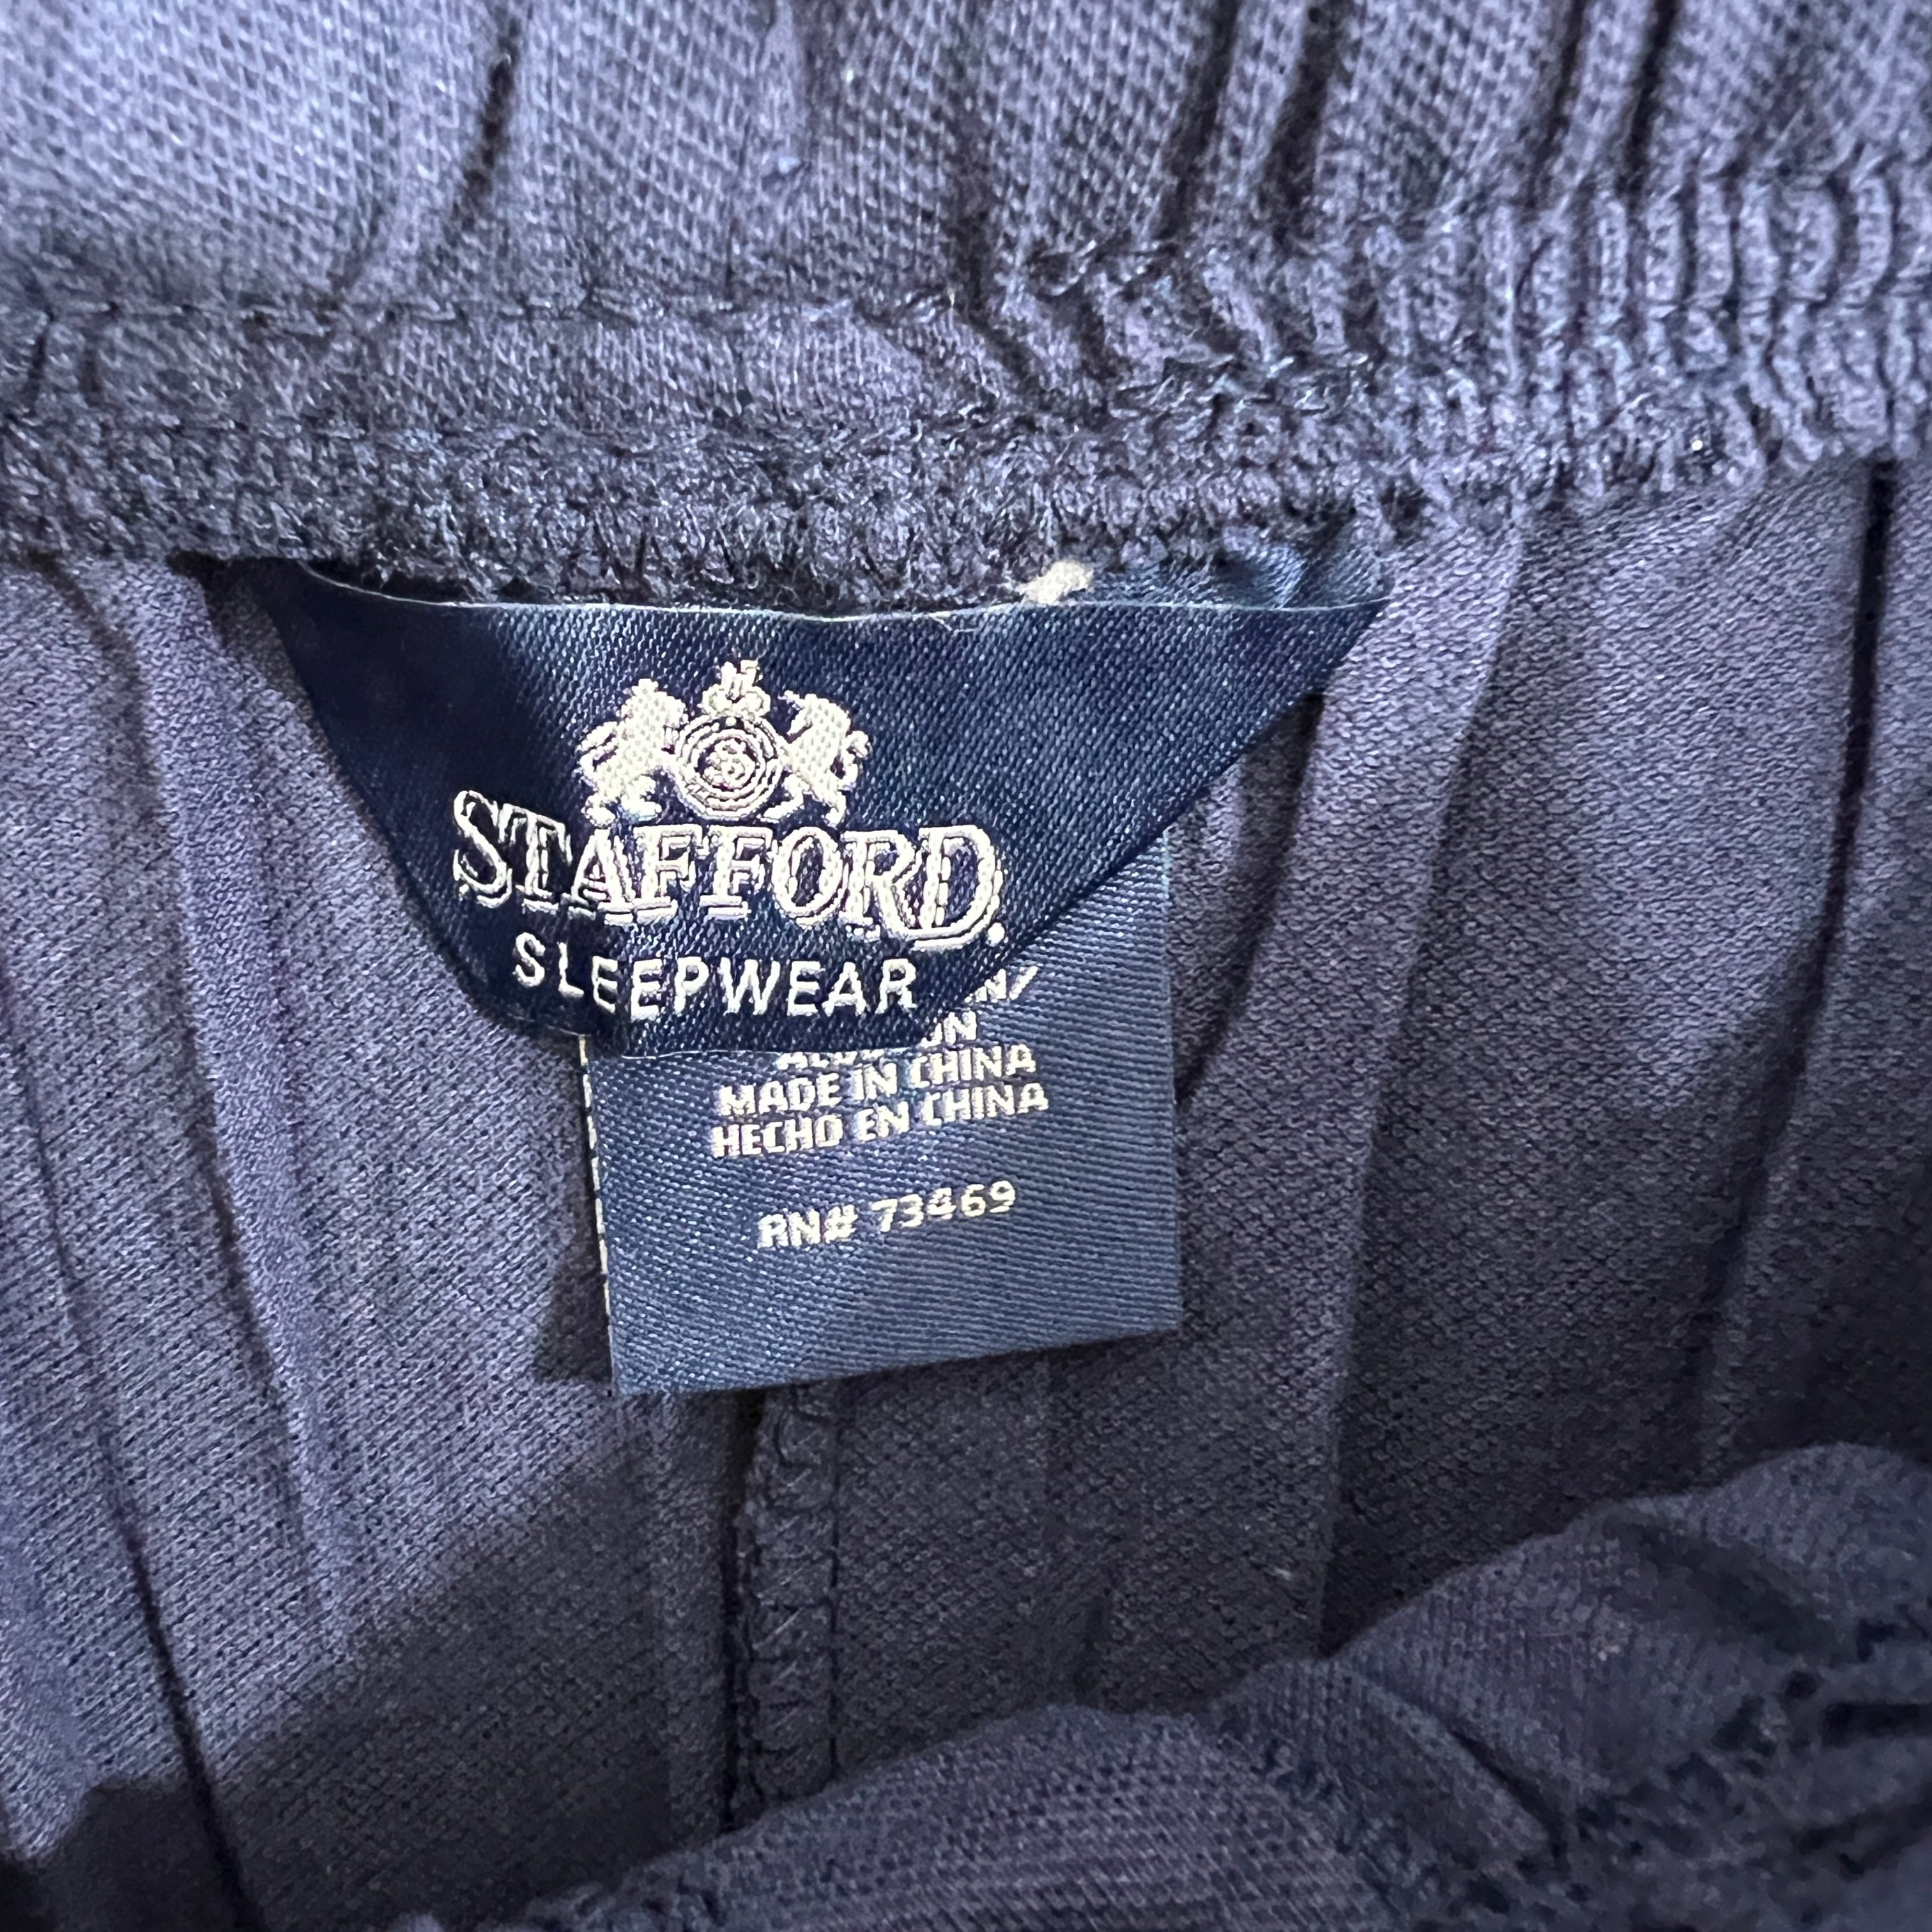 STAFFORD.
SLEEPWEAR
MADE IN CHINA
HECHO EN CHINA
RN# 73469